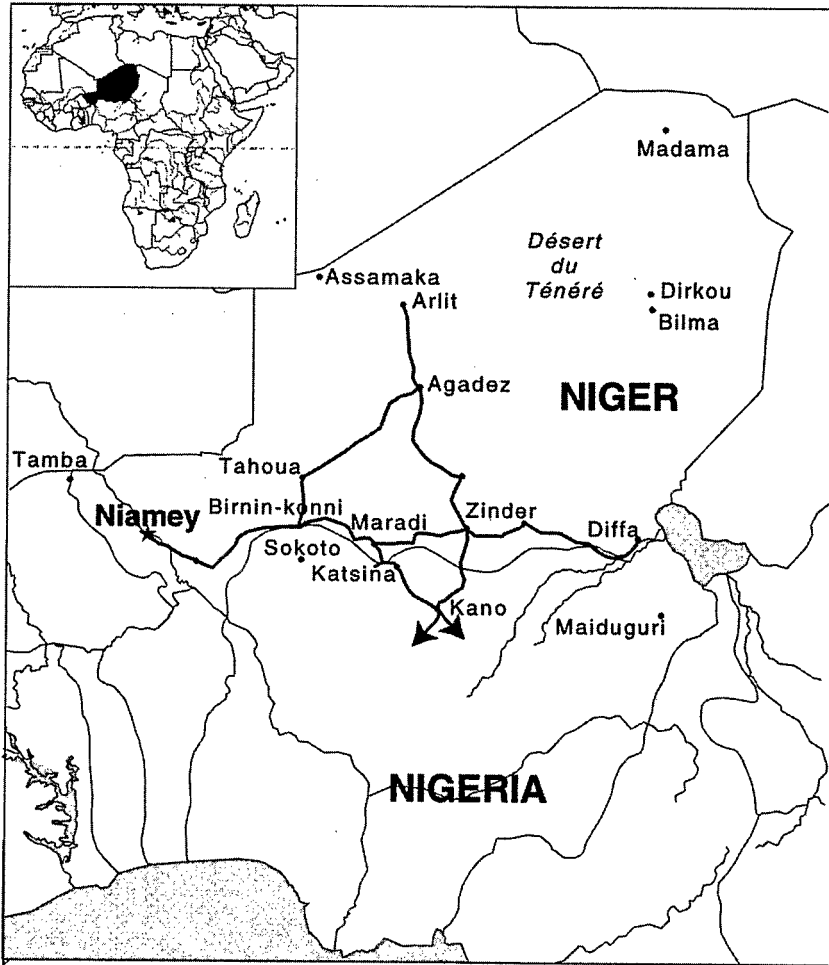 Madama
Désert
du
Ténéré
Assamaka
Arlit
Dirkou
Bilma
Agadez
NIGER
Tamba
Tahoua
Niamey
Birnin-konni
Maradi
Zinder
Diffa
Sokoto
Katsina
Kano
Maiduguri
NIGERIA